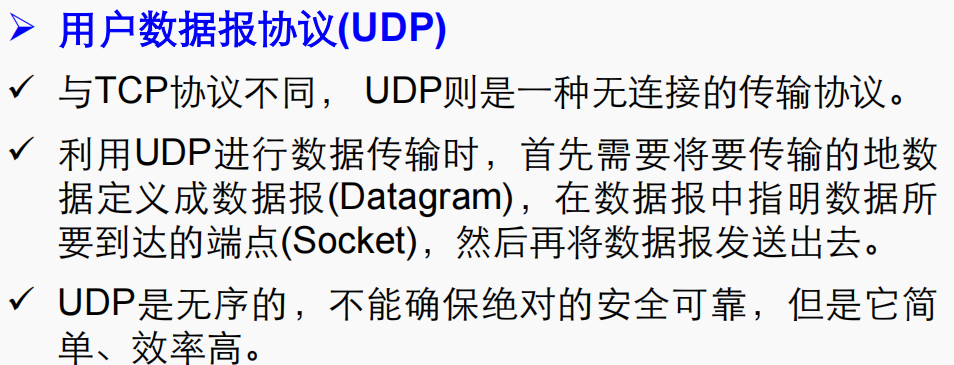 ➢ 用户数据报协议(UDP)
✓ 与TCP协议不同， UDP则是一种无连接的传输协议。
✓ 利用UDP进行数据传输时，首先需要将要传输的地数
据定义成数据报(Datagram)，在数据报中指明数据所
要到达的端点(Socket)，然后再将数据报发送出去。
✓ UDP是无序的，不能确保绝对的安全可靠，但是它简
单、效率高。